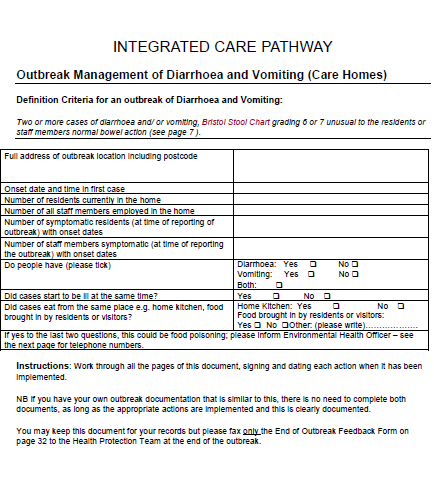 INTEGRATED CARE PATHWAY
Outbreak Management of Diarrhoea and Vomiting (Care Homes)
Definition Criteria for an outbreak of Diarrhoea and Vomiting:
Two or more cases of diarrhoea and/ or vomiting, Bristol Stool Chart grading 6 or 7 unusual to the residents or
staff members normal bowel action (see page 7 ).
Full address of outbreak location including postcode
Onset date and time in first case
Number of residents currently in the home
Number of all staff members employed in the home
Number of symptomatic residents (at time of reporting of
outbreak) with onset dates
Number of staff members symptomatic (at time of reporting
the outbreak) with onset dates
Do people have (please tick)
Diarrhoea: Yes ☐ No ☐
Vomiting: Yes ☐ No ☐
Both: ☐
Did cases start to be ill at the same time?
Yes ☐ No ☐
Did cases eat from the same place e.g. home kitchen, food
brought in by residents or visitors?
Home Kitchen: Yes ☐ No ☐
Food brought in by residents or visitors:
Yes ☐ No ☐Other: (please write)...................
If yes to the last two questions, this could be food poisoning; please inform Environmental Health Officer – see
the next page for telephone numbers.
Instructions: Work through all the pages of this document, signing and dating each action when it has been
implemented.
NB If you have your own outbreak documentation that is similar to this, there is no need to complete both
documents, as long as the appropriate actions are implemented and this is clearly documented.
You may keep this document for your records but please fax only the End of Outbreak Feedback Form on
page 32 to the Health Protection Team at the end of the outbreak.